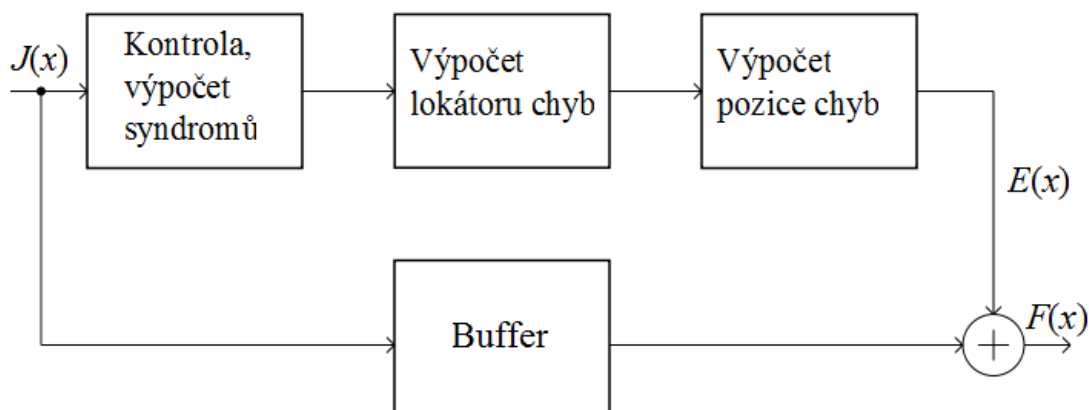 J(x)
Kontrola,
výpočet
syndromů
Výpočet
lokátoru chyb
Výpočet
pozice chyb
E(x)
Buffer
+
F(x)